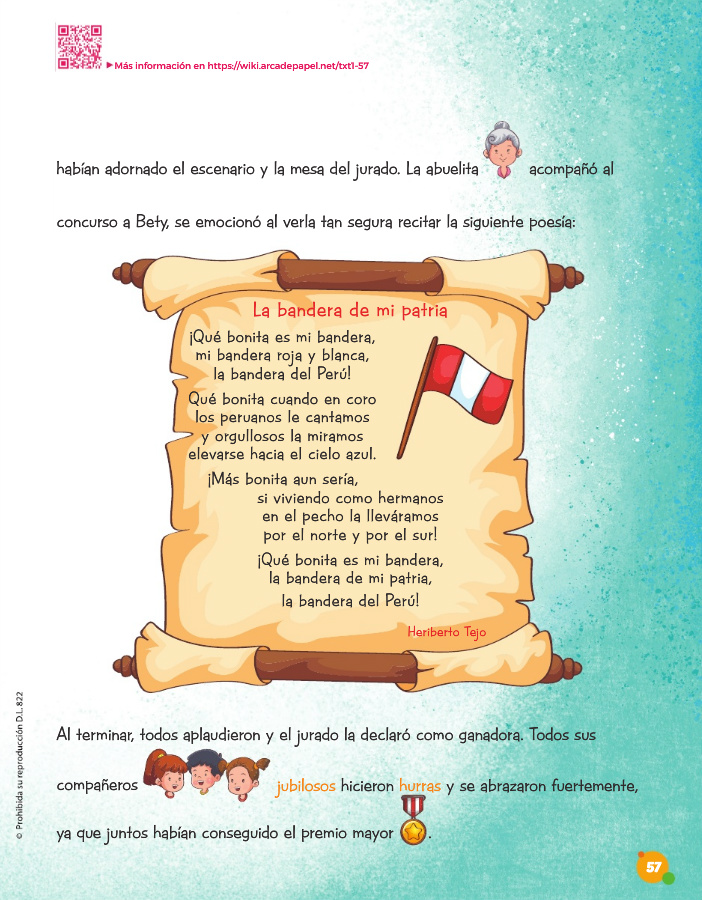 ▶Más información en https://wiki.arcadepapel.net/txt1-57
habían adornado el escenario y la mesa del jurado. La abuelita acompañó al
concurso a Bety, se emocionó al verla tan segura recitar la siguiente poesía:
La bandera de mi patria
¡Qué bonita es mi bandera,
mi bandera roja y blanca,
la bandera del Perú!
Qué bonita cuando en coro
los peruanos le cantamos
y orgullosos la miramos
elevarse hacia el cielo azul.
¡Más bonita aun sería,
si viviendo como hermanos
en el pecho la lleváramos
por el norte y por el sur!
¡Qué bonita es mi bandera,
la bandera de mi patria,
la bandera del Perú!
Heriberto Tejo
Al terminar, todos aplaudieron y el jurado la declaró como ganadora. Todos sus
compañeros jubilosos hicieron hurras y se abrazaron fuertemente,
ya que juntos habían conseguido el premio mayor .
© Prohibida su reproducción D.L. 822
57